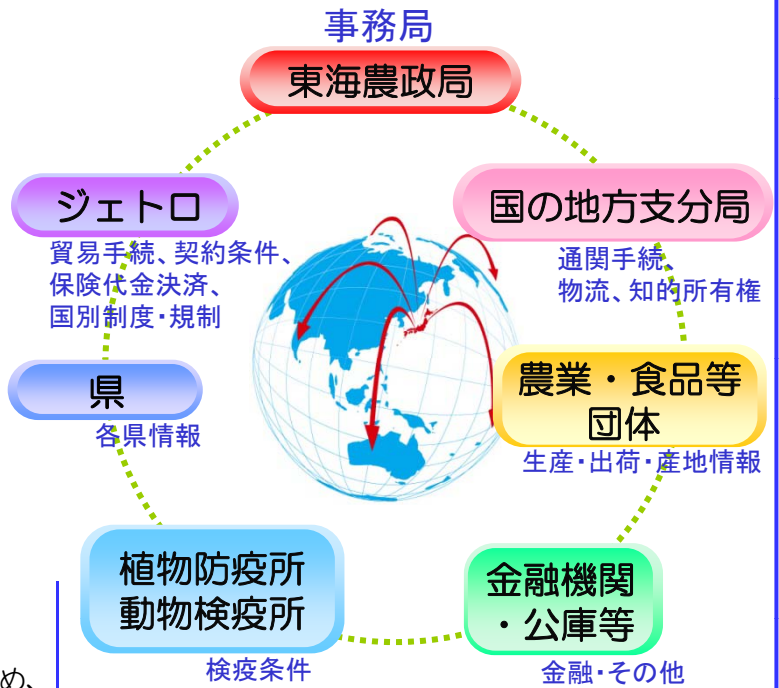 事務局
東海農政局
ジェトロ
貿易手続、契約条件、
保険代金決済、
国別制度・規制
国の地方支分局
通関手続、
物流、知的所有権
県
各県情報
農業・食品等
団体
生産・出荷・産地情報
植物防疫所
動物検疫所
検疫条件
金融機関
・公庫等
金融・その他
め、